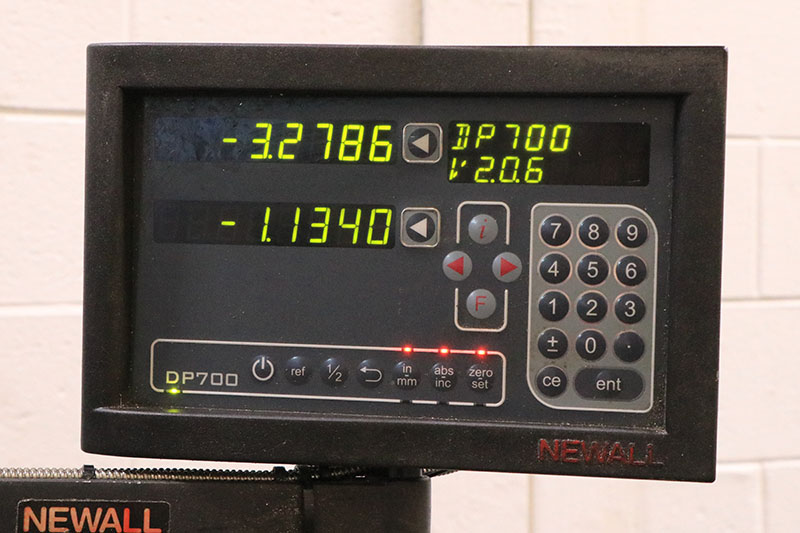 -3.2786
DP700
v2.0.6
-1.1340
i
F
7 8 9
4 5 6
1 2 3
± 0 .
ce ent
DP700
ref 1/2 in mm abs inc zero set
NEWALL
NEWALL